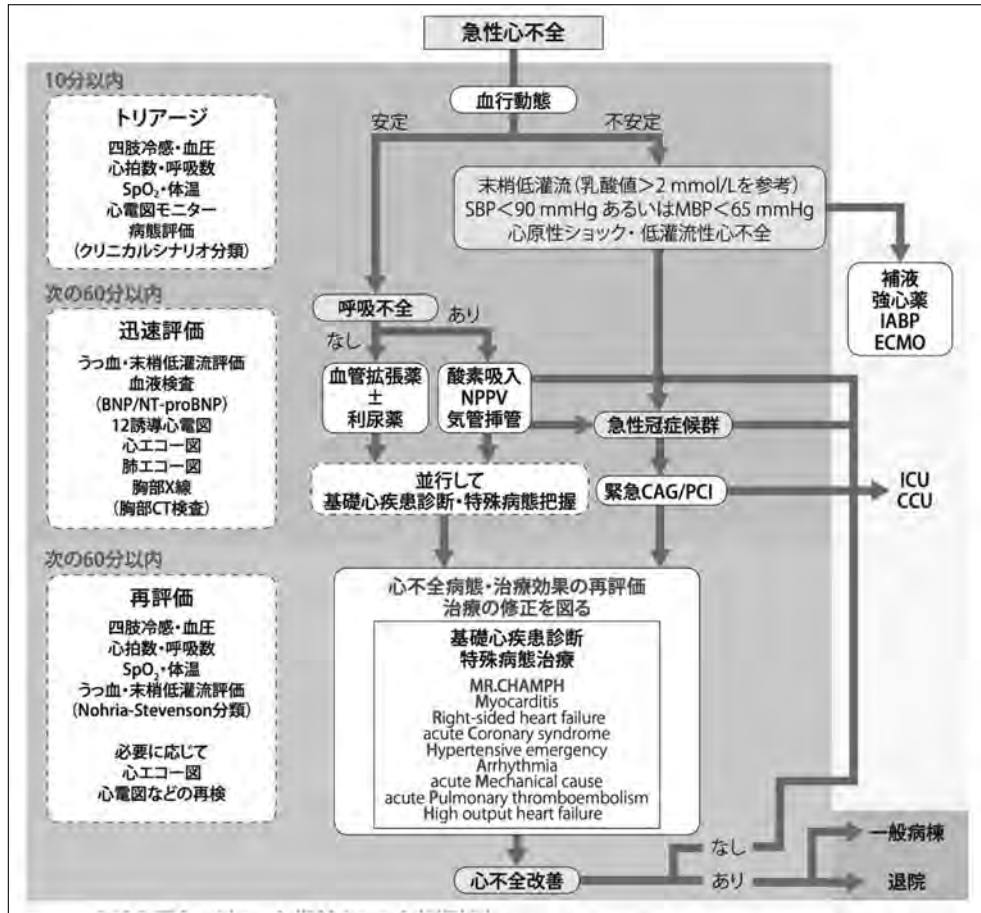 急性心不全
10分以内
トリアージ
四肢冷感・血圧
心拍数・呼吸数
SpO₂・体温
心電図モニター
病態評価
(クリニカルシナリオ分類)
血行動態
安定
不安定
末梢低灌流(乳酸値＞2 mmol/Lを参考)
SBP＜90 mmHg あるいはMBP＜65 mmHg
心原性ショック・低灌流性心不全
補液
強心薬
IABP
ECMO
次の60分以内
迅速評価
うっ血・末梢低灌流評価
血液検査
(BNP/NT-proBNP)
12誘導心電図
心エコー図
肺エコー図
胸部X線
(胸部CT検査)
呼吸不全
なし
あり
血管拡張薬
±
利尿薬
酸素吸入
NPPV
気管挿管
急性冠症候群
並行して
基礎心疾患診断・特殊病態把握
緊急CAG/PCI
ICU
CCU
次の60分以内
再評価
四肢冷感・血圧
心拍数・呼吸数
SpO₂・体温
うっ血・末梢低灌流評価
(Nohria-Stevenson分類)
必要に応じて
心エコー図
心電図などの再検
心不全病態・治療効果の再評価
治療の修正を図る
基礎心疾患診断
特殊病態治療
MR.CHAMPH
Myocarditis
Right-sided heart failure
acute Coronary syndrome
Hypertensive emergency
Arrhythmia
acute Mechanical cause
acute Pulmonary thromboembolism
High output heart failure
心不全改善
なし
あり
一般病棟
退院